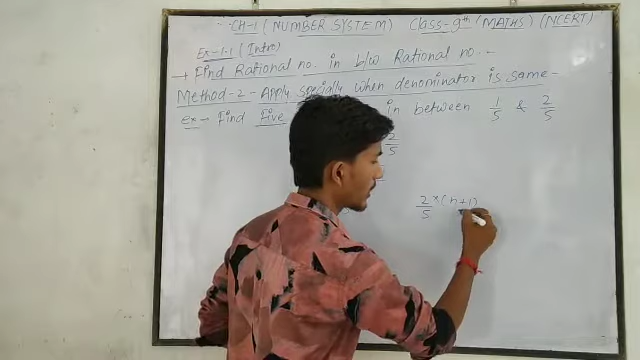 CH-1 (NUMBER SYSTEM) Class-9th (MATHS) (NCERT)
Ex-1.1 (Intro)
→ Find Rational no. in b/w Rational no. -
Method-2 - Apply specially when denominator is same -
ex → Find Five in between 1/5 & 2/5
2/5
2/5 × (n+1)